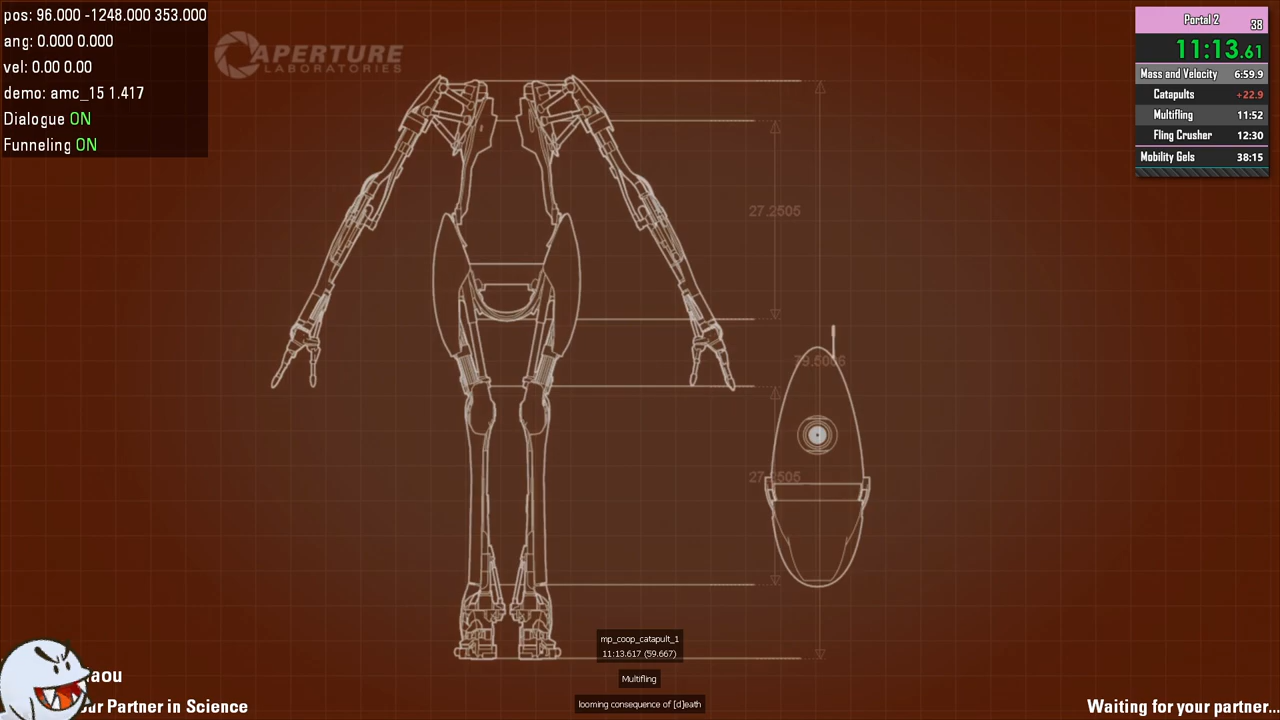 pos: 96.000 -1248.000 353.000
ang: 0.000 0.000
vel: 0.00 0.00
demo: amc_15 1.417
Dialogue ON
Funneling ON
APERTURE
LABORATORIES
Portal 2
38
11:13.61
Mass and Velocity 6:59.9
Catapults +22.9
Multifling 11:52
Fling Crusher 12:30
Mobility Gels 38:15
27.2505
79.5066
27.2505
mp_coop_catapult_1
11:13.617 (59.667)
Multifling
looming consequence of [d]eath
Partner in Science
Waiting for your partner...